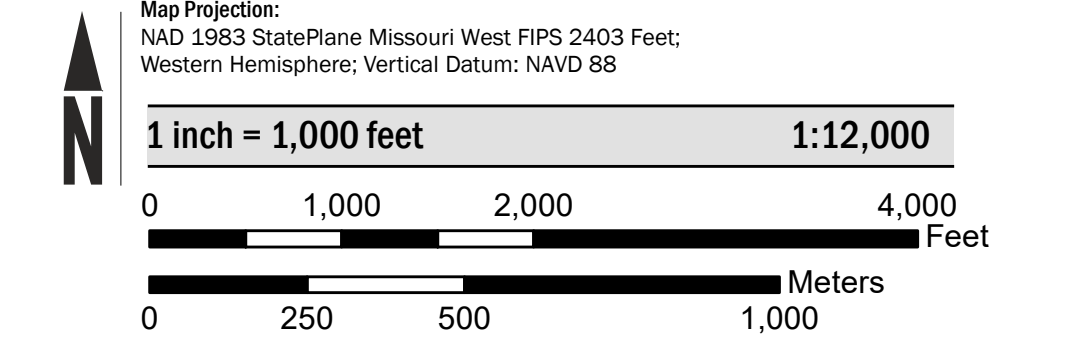 Map Projection:
NAD 1983 StatePlane Missouri West FIPS 2403 Feet;
Western Hemisphere; Vertical Datum: NAVD 88
N
1 inch = 1,000 feet 1:12,000
0 1,000 2,000 4,000
Feet
Meters
0 250 500 1,000